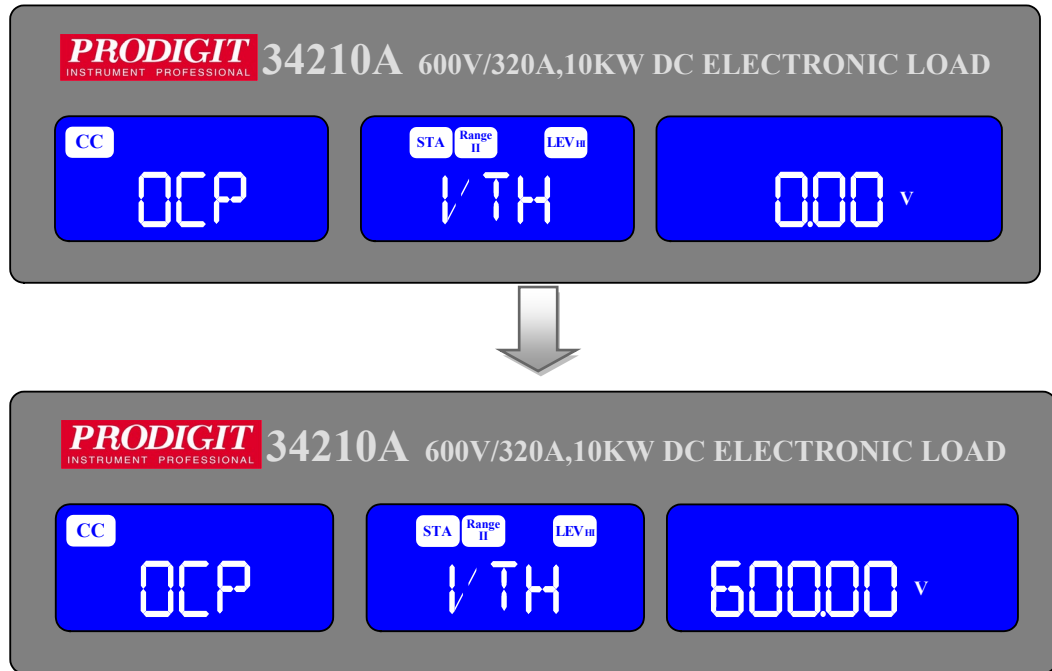 PRODIGIT
INSTRUMENT PROFESSIONAL
34210A 600V/320A,10KW DC ELECTRONIC LOAD
CC
STA Range II LEV HI
OCP VTH 0.00 V
PRODIGIT
INSTRUMENT PROFESSIONAL
34210A 600V/320A,10KW DC ELECTRONIC LOAD
CC
STA Range II LEV HI
OCP VTH 600.00 V